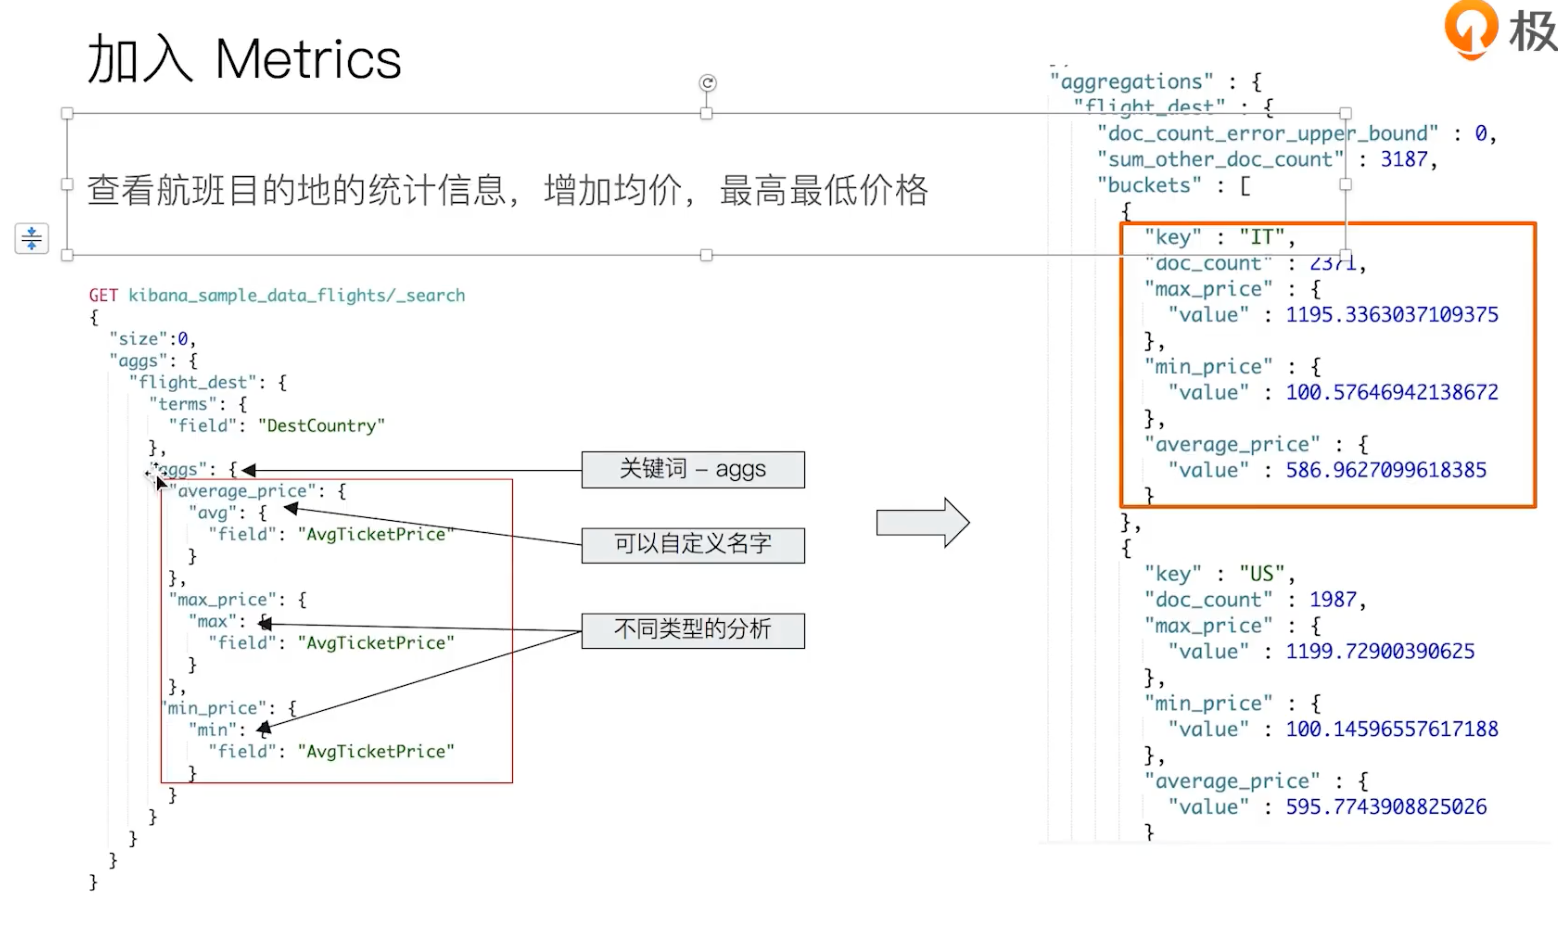 加入 Metrics
极
查看航班目的地的统计信息，增加均价，最高最低价格
GET kibana_sample_data_flights/_search
{
"size":0,
"aggs": {
"flight_dest": {
"terms": {
"field": "DestCountry"
},
"aggs": {
"average_price": {
"avg": {
"field": "AvgTicketPrice"
}
},
"max_price": {
"max": {
"field": "AvgTicketPrice"
}
},
"min_price": {
"min": {
"field": "AvgTicketPrice"
}
}
}
}
}
}
关键词 – aggs
可以自定义名字
不同类型的分析
"aggregations" : {
"flight_dest" : {
"doc_count_error_upper_bound" : 0,
"sum_other_doc_count" : 3187,
"buckets" : [
{
"key" : "IT",
"doc_count" : 2371,
"max_price" : {
"value" : 1195.3363037109375
},
"min_price" : {
"value" : 100.57646942138672
},
"average_price" : {
"value" : 586.9627099618385
}
},
{
"key" : "US",
"doc_count" : 1987,
"max_price" : {
"value" : 1199.72900390625
},
"min_price" : {
"value" : 100.14596557617188
},
"average_price" : {
"value" : 595.7743908825026
}